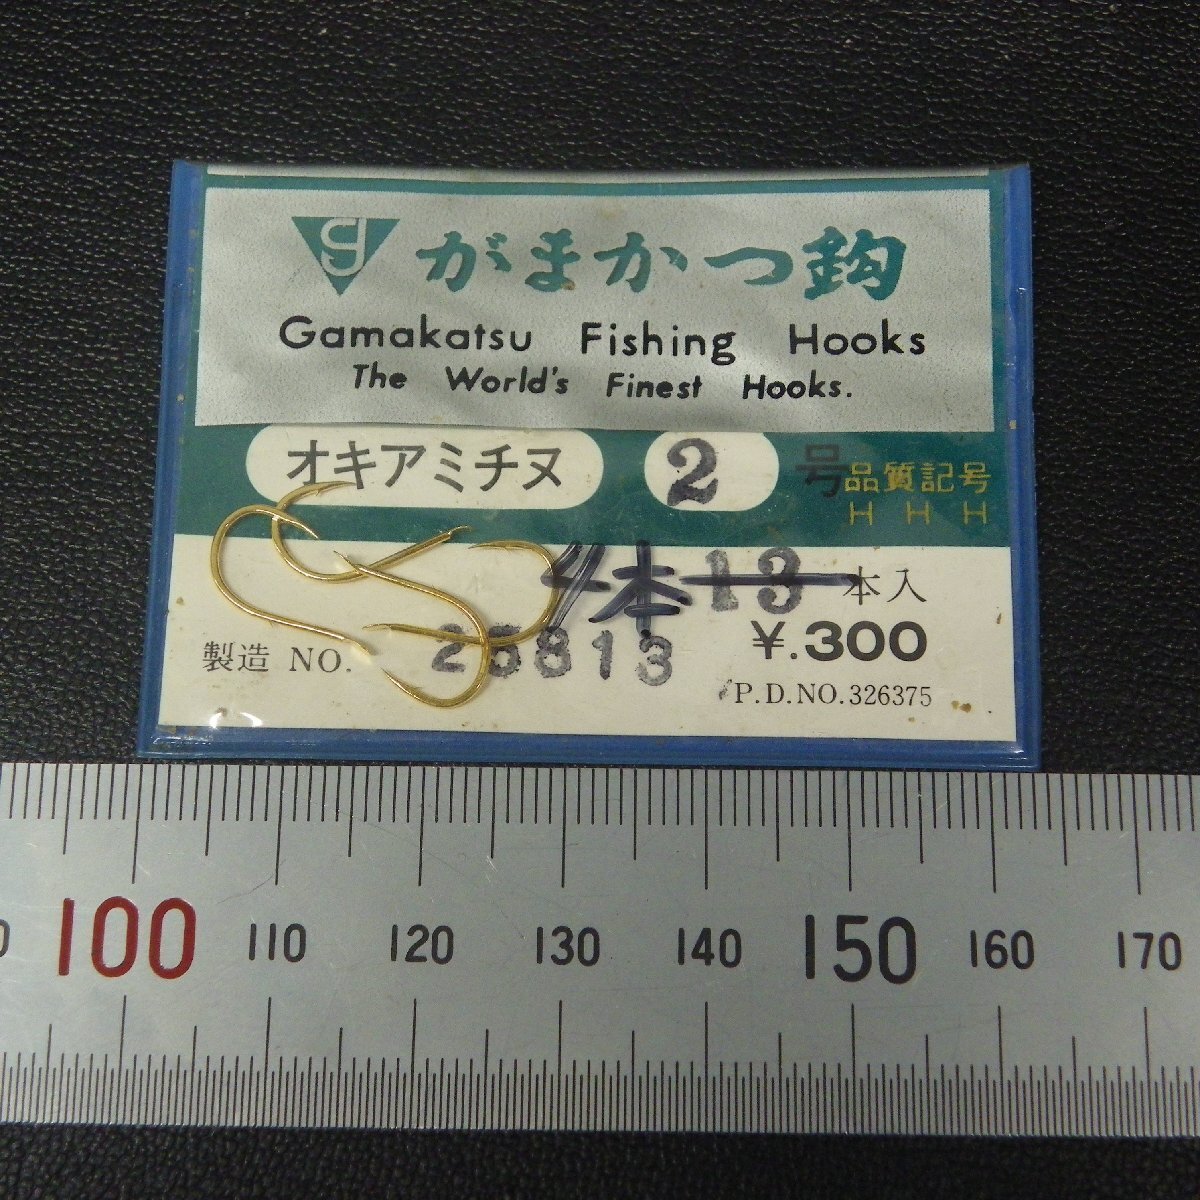 がまかつ鈎
Gamakatsu Fishing Hooks
The World's Finest Hooks.
オキアミチヌ 2 号
品質記号
H H H
4本 13 本入
製造 NO. 25813
¥.300
P.D.NO.326375
100 110 120 130 140 150 160 170